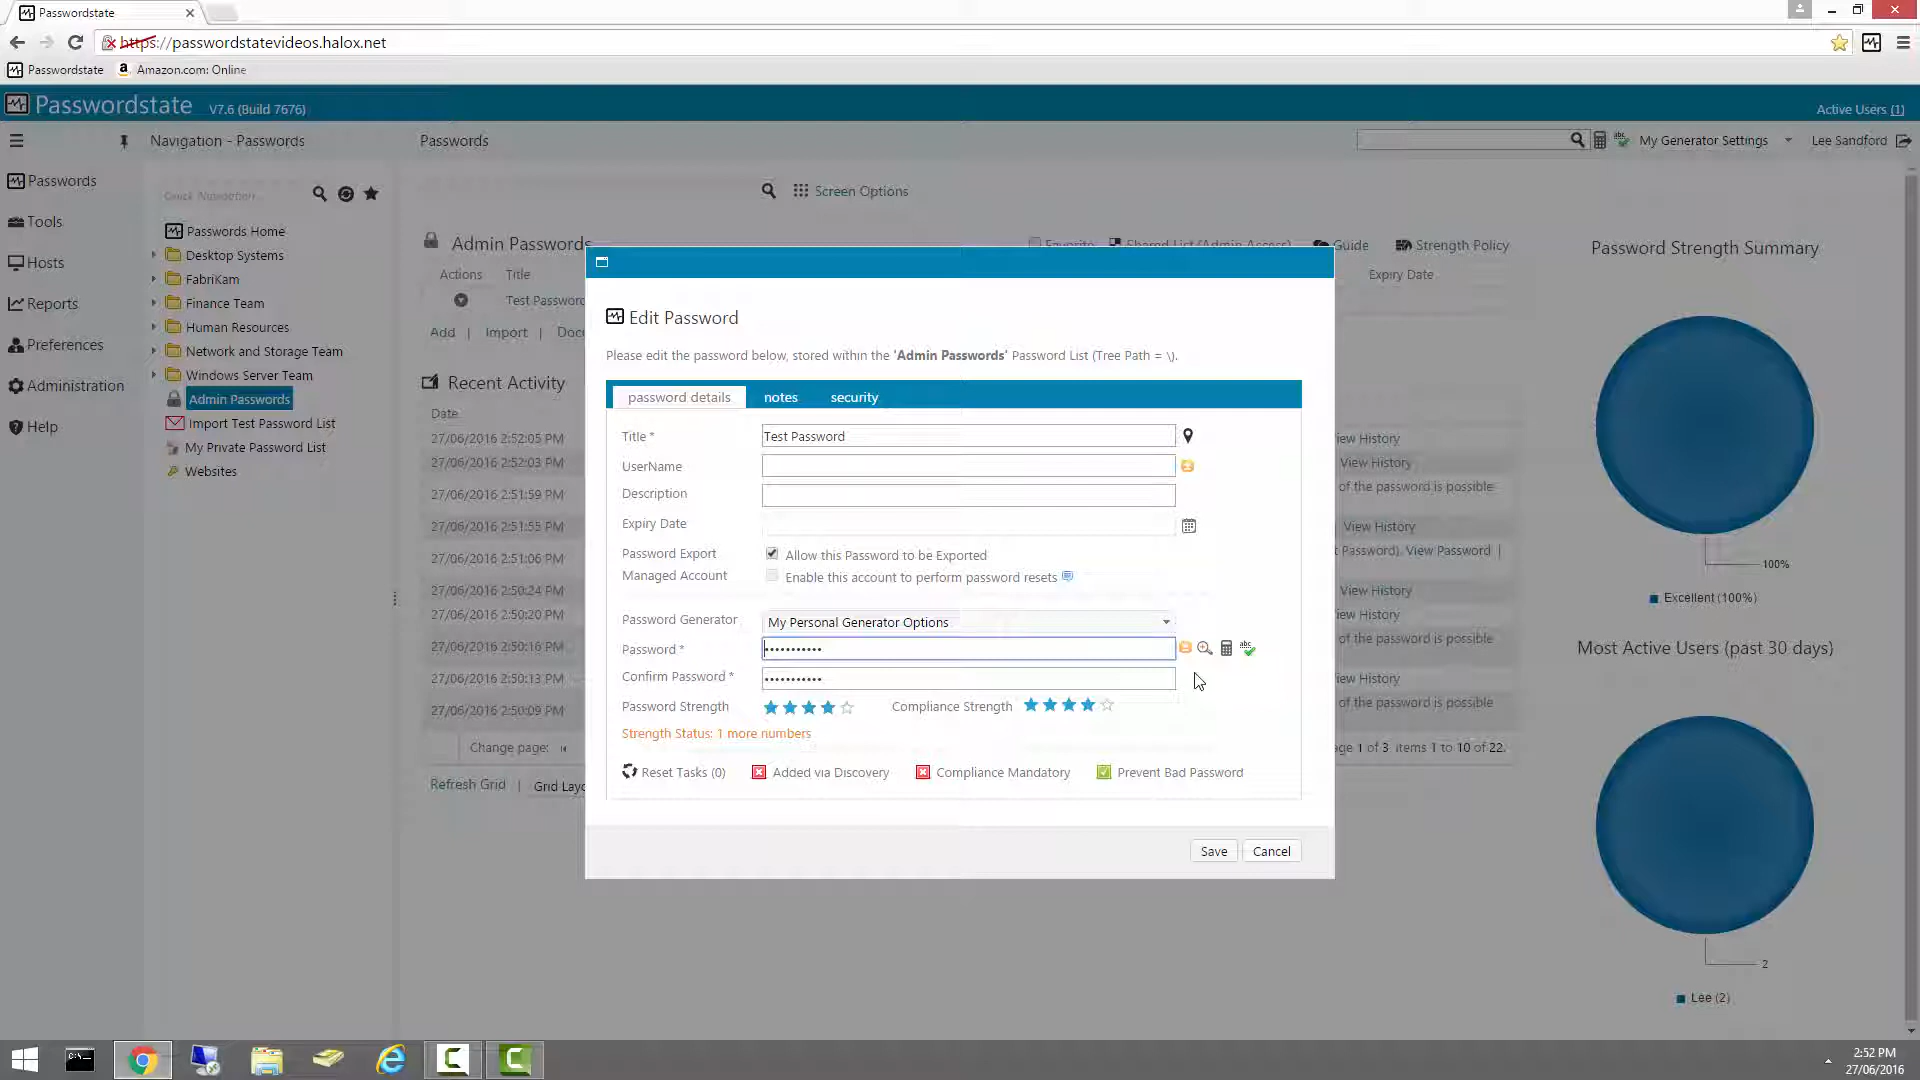 Passwordstate
https://passwordstatevideos.halox.net
Passwordstate
Amazon.com: Online
Passwordstate V7.6 (Build 7676)
Active Users (1)
Navigation - Passwords
Passwords
My Generator Settings
Lee Sandford
Passwords
Tools
Hosts
Reports
Preferences
Administration
Help
Quick Navigation...
Passwords Home
Desktop Systems
FabriKam
Finance Team
Human Resources
Network and Storage Team
Windows Server Team
Admin Passwords
Import Test Password List
My Private Password List
Websites
Screen Options
Admin Passwords
Favorite
Shared List (Admin Access)
Guide
Strength Policy
Actions
Title
Expiry Date
Test Password
Add | Import |
Recent Activity
Date
27/06/2016 2:52:05 PM
View History
27/06/2016 2:52:03 PM
View History
27/06/2016 2:51:59 PM
of the password is possible
27/06/2016 2:51:55 PM
View History
27/06/2016 2:51:06 PM
Password). View Password |
27/06/2016 2:50:24 PM
View History
27/06/2016 2:50:20 PM
View History
27/06/2016 2:50:16 PM
of the password is possible
27/06/2016 2:50:13 PM
View History
27/06/2016 2:50:09 PM
of the password is possible
Change page:
1 of 3 items 1 to 10 of 22.
Refresh Grid |
Grid
Edit Password
Please edit the password below, stored within the 'Admin Passwords' Password List (Tree Path = \).
password details
notes
security
Title *
Test Password
UserName
Description
Expiry Date
Password Export
Allow this Password to be Exported
Managed Account
Enable this account to perform password resets
Password Generator
My Personal Generator Options
Password *
•••••••••••
abc
Confirm Password *
•••••••••••
Password Strength
Compliance Strength
Strength Status: 1 more numbers
Reset Tasks (0)
Added via Discovery
Compliance Mandatory
Prevent Bad Password
Save
Cancel
Password Strength Summary
100%
Excellent (100%)
Most Active Users (past 30 days)
2
Lee (2)
2:52 PM
27/06/2016